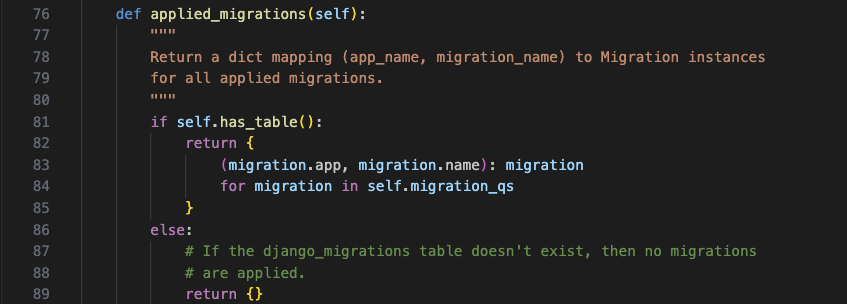 76 def applied_migrations(self):
77 """
78 Return a dict mapping (app_name, migration_name) to Migration instances
79 for all applied migrations.
80 """
81 if self.has_table():
82 return {
83 (migration.app, migration.name): migration
84 for migration in self.migration_qs
85 }
86 else:
87 # If the django_migrations table doesn't exist, then no migrations
88 # are applied.
89 return {}